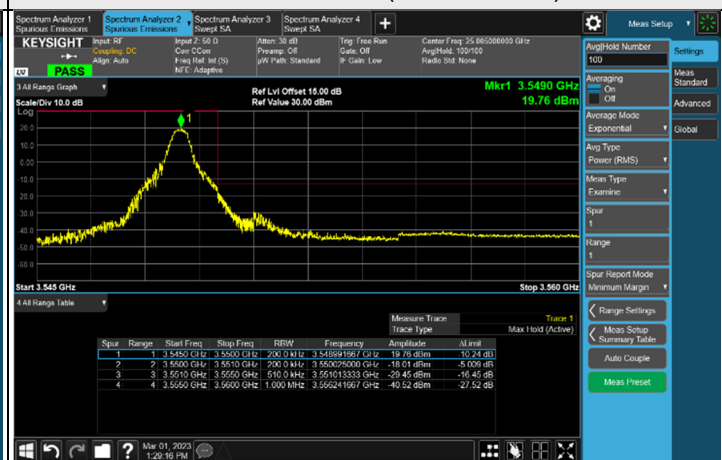 Spectrum Analyzer 1
Spurious Emissions
Spectrum Analyzer 2
Spurious Emissions
Spectrum Analyzer 3
Swept SA
Spectrum Analyzer 4
Swept SA
+
Meas Setup
KEYSIGHT
LXI
PASS
Input: RF
Coupling: DC
Align: Auto
Input Z: 50 Ω
Corr CCorr
Freq Ref: Int (S)
NFE: Adaptive
Atten: 30 dB
Preamp: Off
µW Path: Standard
Trig: Free Run
Gate: Off
IF Gain: Low
Center Freq: 25.005000000 GHz
Avg|Hold: 100/100
Radio Std: None
3 All Range Graph
Scale/Div 10.0 dB
Log
Ref Lvl Offset 15.00 dB
Ref Value 30.00 dBm
Mkr1 3.5490 GHz
19.76 dBm
1
20.0
10.0
0.00
-10.0
-20.0
-30.0
-40.0
-50.0
-60.0
Start 3.545 GHz
Stop 3.560 GHz
4 All Range Table
Measure Trace Trace 1
Trace Type Max Hold (Active)
Spur Range Start Freq Stop Freq RBW Frequency Amplitude ΔLimit
1 1 3.5450 GHz 3.5500 GHz 200.0 kHz 3.548991667 GHz 19.76 dBm -10.24 dB
2 2 3.5500 GHz 3.5510 GHz 200.0 kHz 3.550025000 GHz -18.01 dBm -5.009 dB
3 3 3.5510 GHz 3.5550 GHz 510.0 kHz 3.551013333 GHz -29.45 dBm -16.45 dB
4 4 3.5550 GHz 3.5600 GHz 1.000 MHz 3.555241667 GHz -40.52 dBm -27.52 dB
Avg|Hold Number
100
Averaging
On
Off
Average Mode
Exponential
Avg Type
Power (RMS)
Meas Type
Examine
Spur
1
Range
1
Spur Report Mode
Minimum Margin
Range Settings
Meas Setup
Summary Table
Auto Couple
Meas Preset
Settings
Meas
Standard
Advanced
Global
?
Mar 01, 2023
1:29:16 PM